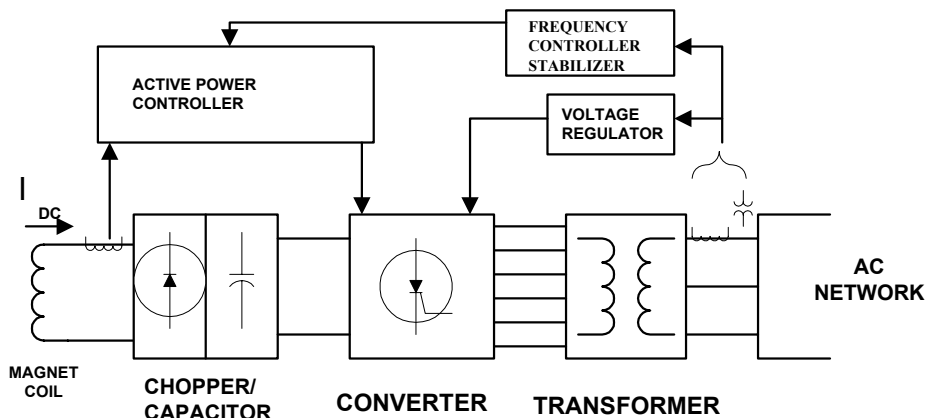 FREQUENCY
CONTROLLER
STABILIZER
ACTIVE POWER
CONTROLLER
VOLTAGE
REGULATOR
I
DC
AC
NETWORK
MAGNET
COIL
CHOPPER/
CAPACITOR
CONVERTER
TRANSFORMER